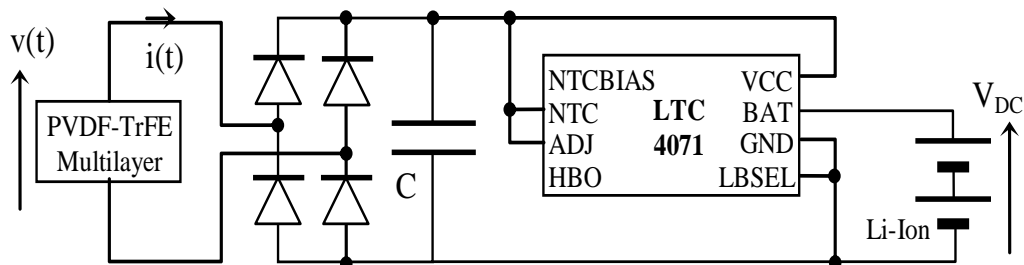 v(t)
i(t)
PVDF-TrFE
Multilayer
C
NTCBIAS
NTC
ADJ
HBO
LTC
4071
VCC
BAT
GND
LBSEL
V_DC
Li-Ion